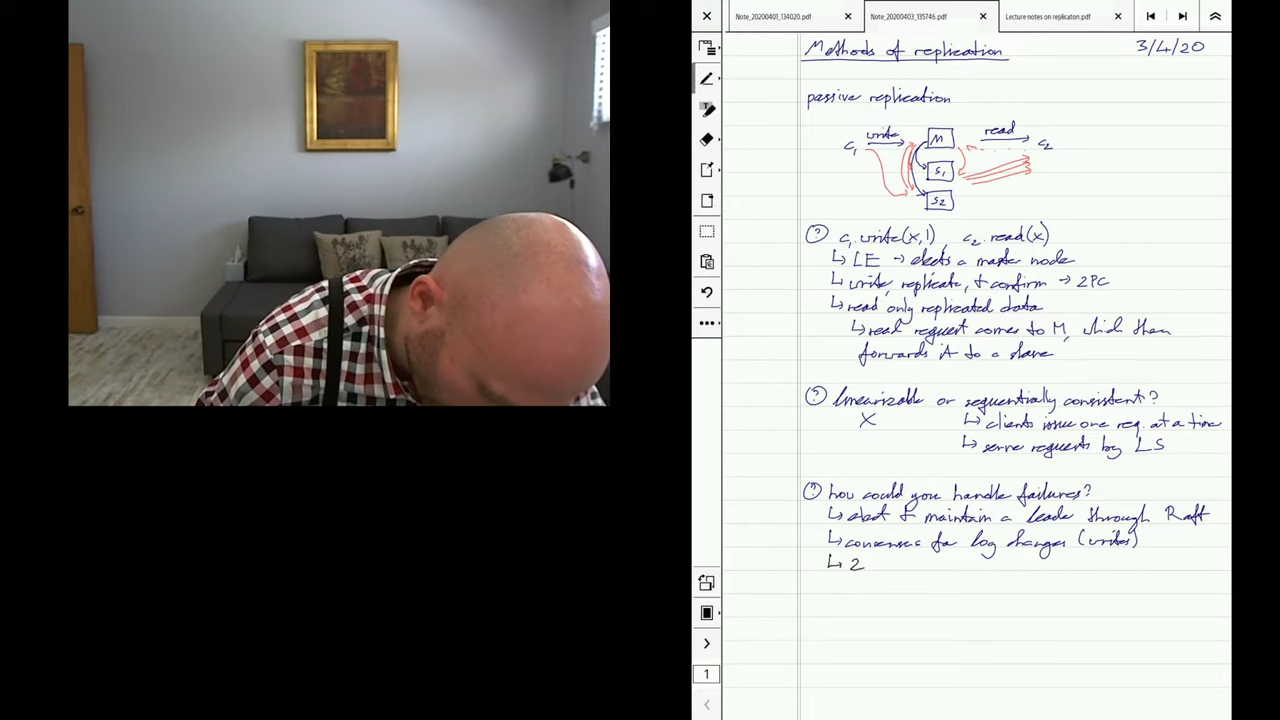 Note_20200401_134020.pdf
Note_20200403_135746.pdf
Lecture notes on replicaton.pdf
Methods of replication 3/4/20
passive replication
c1 write M read c2
S1
S2
? c1.write(x,1), c2.read(x)
↳ LE → elects a master node
↳ write, replicate, + confirm → 2PC
↳ read only replicated data
↳ read request comes to M, which then
forwards it to a slave
? linearizable or sequentially consistent?
X ↳ clients issue one req. at a time
↳ serve requests by LS
? how could you handle failures?
↳ elect + maintain a leader through Raft
↳ consensus for log changes (writes)
↳ 2
1